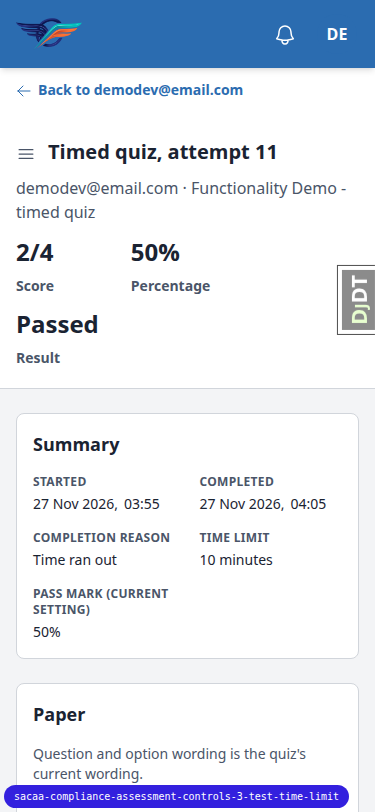 DE
← Back to demodev@email.com
Timed quiz, attempt 11
demodev@email.com · Functionality Demo -
timed quiz
2/4
50%
Score
Percentage
Passed
Result
DjDT
Summary
STARTED
COMPLETED
27 Nov 2026, 03:55
27 Nov 2026, 04:05
COMPLETION REASON
TIME LIMIT
Time ran out
10 minutes
PASS MARK (CURRENT
SETTING)
50%
Paper
Question and option wording is the quiz's
current wording.
sacaa-compliance-assessment-controls-3-test-time-limit